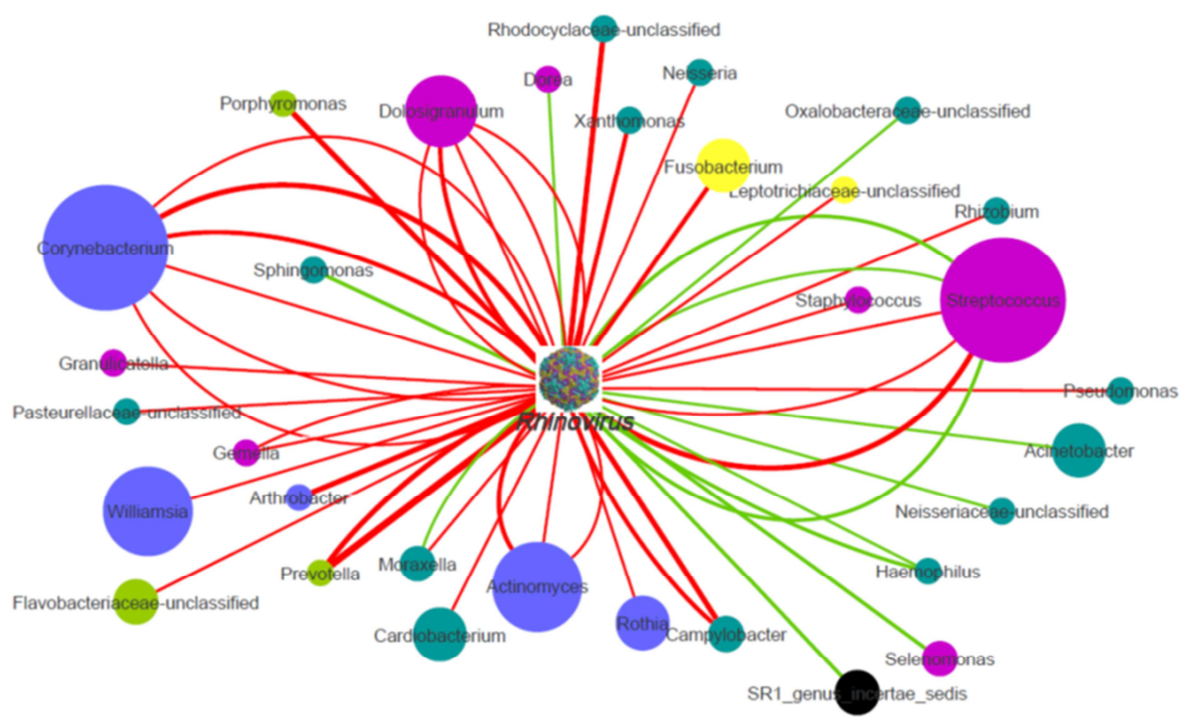 Rhodocyclaceae-unclassified
Dorea
Neisseria
Porphyromonas
Dolosigranulum
Xanthomonas
Oxalobacteraceae-unclassified
Fusobacterium
Leptotrichiaceae-unclassified
Rhizobium
Corynebacterium
Sphingomonas
Staphylococcus
Streptococcus
Granulicatella
Pseudomonas
Pasteurellaceae-unclassified
Rhinovirus
Gemella
Acinetobacter
Williamsia
Arthrobacter
Neisseriaceae-unclassified
Prevotella
Moraxella
Haemophilus
Actinomyces
Flavobacteriaceae-unclassified
Cardiobacterium
Rothia
Campylobacter
Selenomonas
SR1_genus_incertae_sedis